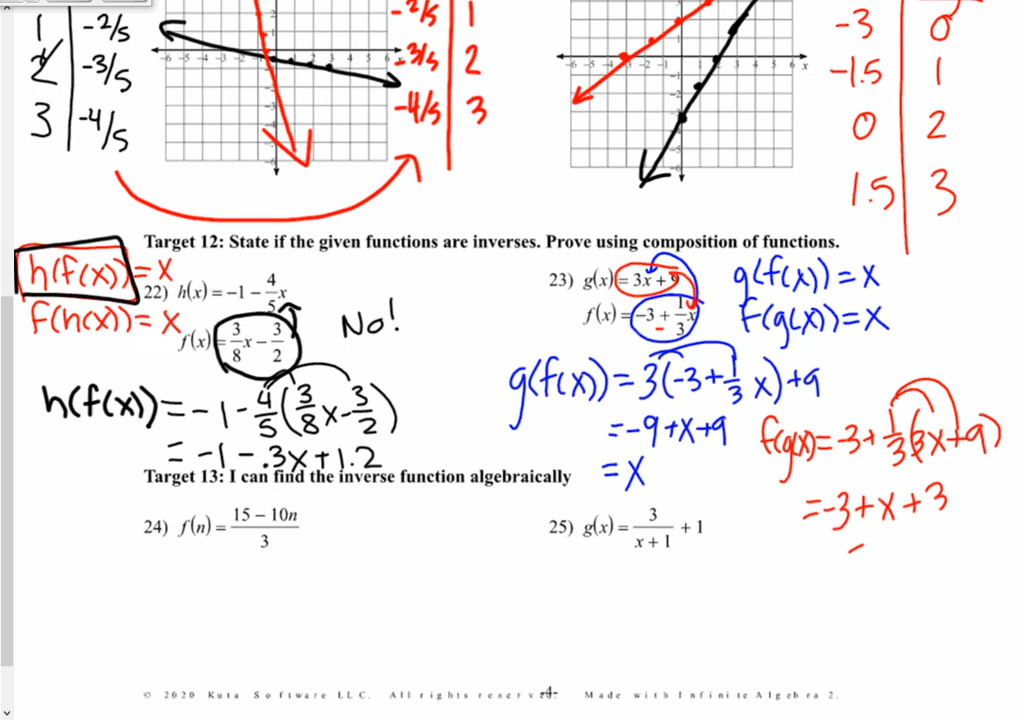 1 -2/5
2 -3/5
3 -4/5
-2/5 1
-3/5 2
-4/5 3
-3 0
-1.5 1
0 2
1.5 3
Target 12: State if the given functions are inverses. Prove using composition of functions.
h(f(x)) = x
f(h(x)) = x
22) h(x) = -1 - 4/5 x
f(x) = 3/8 x - 3/2
No!
h(f(x)) = -1 - 4/5 (3/8 x - 3/2)
= -1 - .3x + 1.2
23) g(x) = 3x + 9
f(x) = -3 + 1/3 x
g(f(x)) = x
f(g(x)) = x
g(f(x)) = 3(-3 + 1/3 x) + 9
= -9 + x + 9
= x
f(g(x) = -3 + 1/3 (3x + 9)
= -3 + x + 3
Target 13: I can find the inverse function algebraically
24) f(n) = (15 - 10n)/3
25) g(x) = 3/(x + 1) + 1
© 2020 Kuta Software LLC. All rights reserved. -4- Made with Infinite Algebra 2.